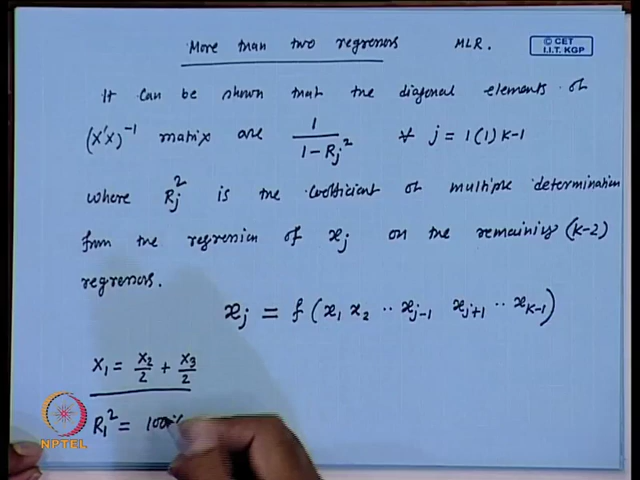 More than two regressors MLR.
© CET
I.I.T. KGP
It can be shown that the diagonal elements of
(X'X)⁻¹ matrix are 1/(1 - Rj²) ∀ j = 1(1) K-1
where Rj² is the coefficient of multiple determination
from the regression of xj on the remaining (K-2)
regressors.
xj = f(x1 x2 ·· xj-1 xj+1 ·· xK-1)
X1 = X2/2 + X3/2
R1² = 100%
NPTEL